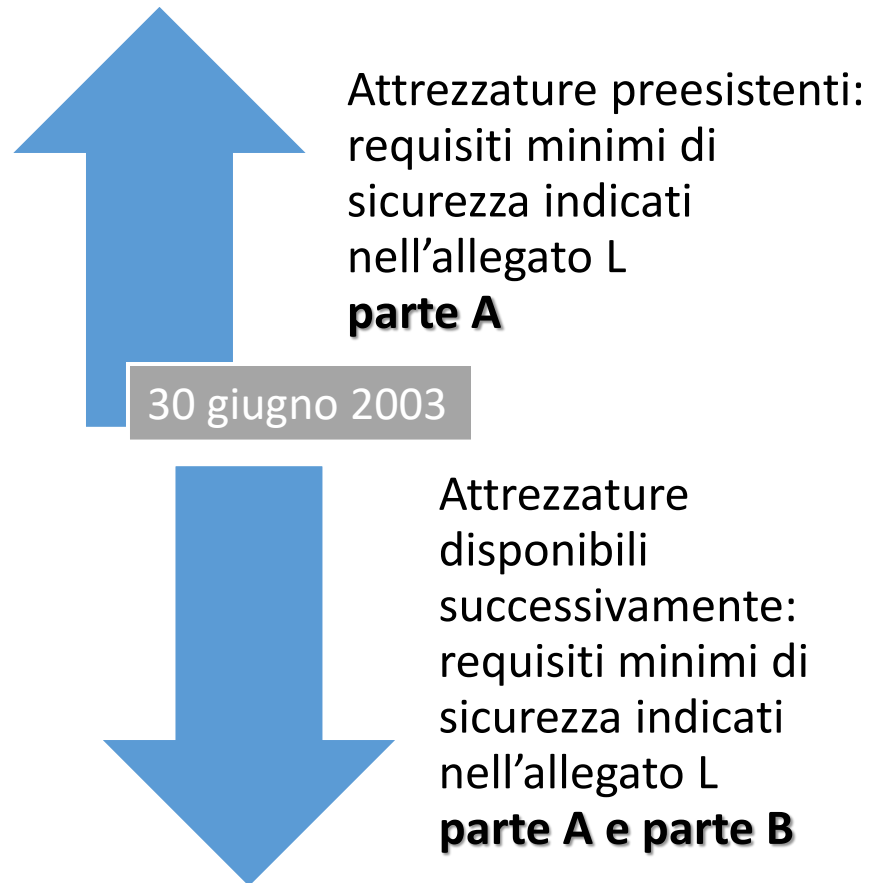 Attrezzature preesistenti:
requisiti minimi di
sicurezza indicati
nell’allegato L
parte A
30 giugno 2003
Attrezzature
disponibili
successivamente:
requisiti minimi di
sicurezza indicati
nell’allegato L
parte A e parte B